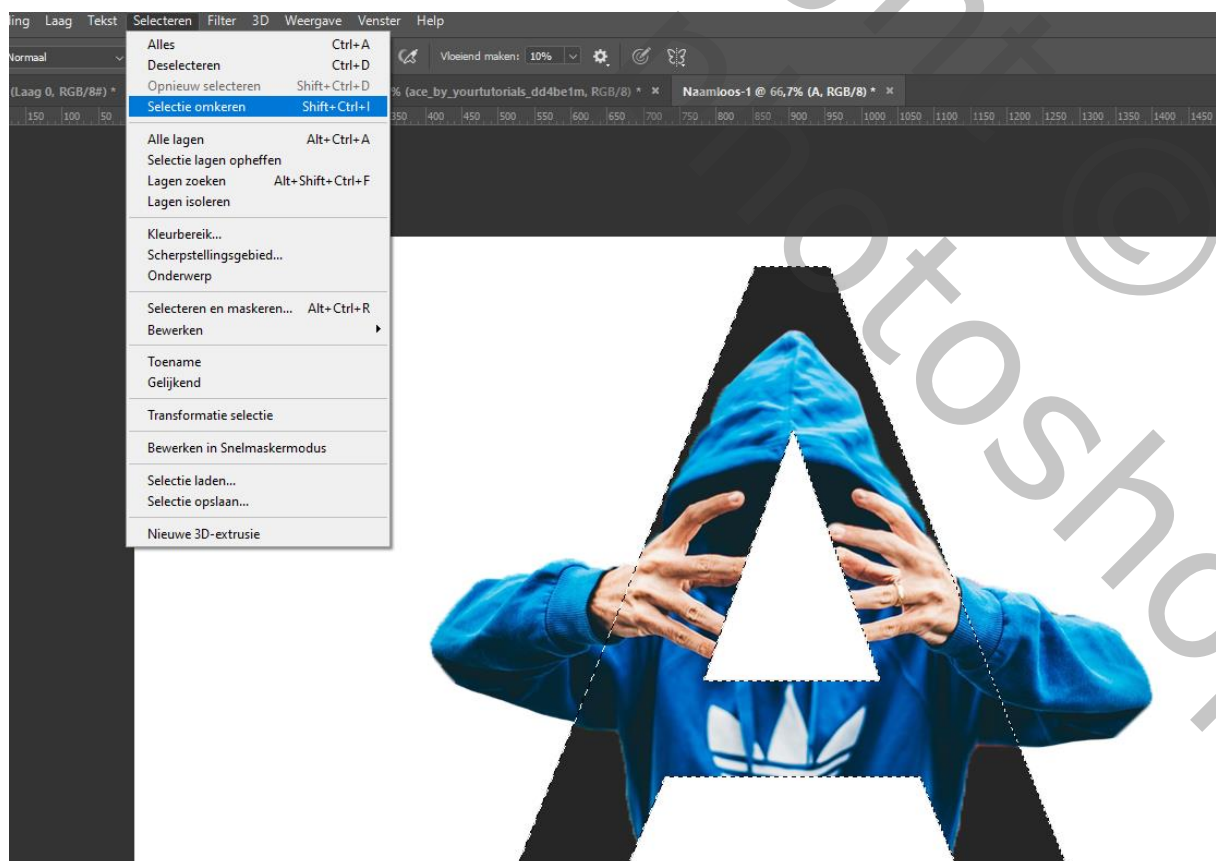 ling Laag Tekst Selecteren Filter 3D Weergave Venster Help
Normaal Vloeiend maken: 10%
(Laag 0, RGB/8#) * % (ace_by_yourtutorials_dd4be1m, RGB/8) * × Naamloos-1 @ 66,7% (A, RGB/8) * ×
150 100 50 350 400 450 500 550 600 650 700 750 800 850 900 950 1000 1050 1100 1150 1200 1250 1300 1350 1400 1450
Alles Ctrl+A
Deselecteren Ctrl+D
Opnieuw selecteren Shift+Ctrl+D
Selectie omkeren Shift+Ctrl+I
Alle lagen Alt+Ctrl+A
Selectie lagen opheffen
Lagen zoeken Alt+Shift+Ctrl+F
Lagen isoleren
Kleurbereik...
Scherpstellingsgebied...
Onderwerp
Selecteren en maskeren... Alt+Ctrl+R
Bewerken
Toename
Gelijkend
Transformatie selectie
Bewerken in Snelmaskermodus
Selectie laden...
Selectie opslaan...
Nieuwe 3D-extrusie
A